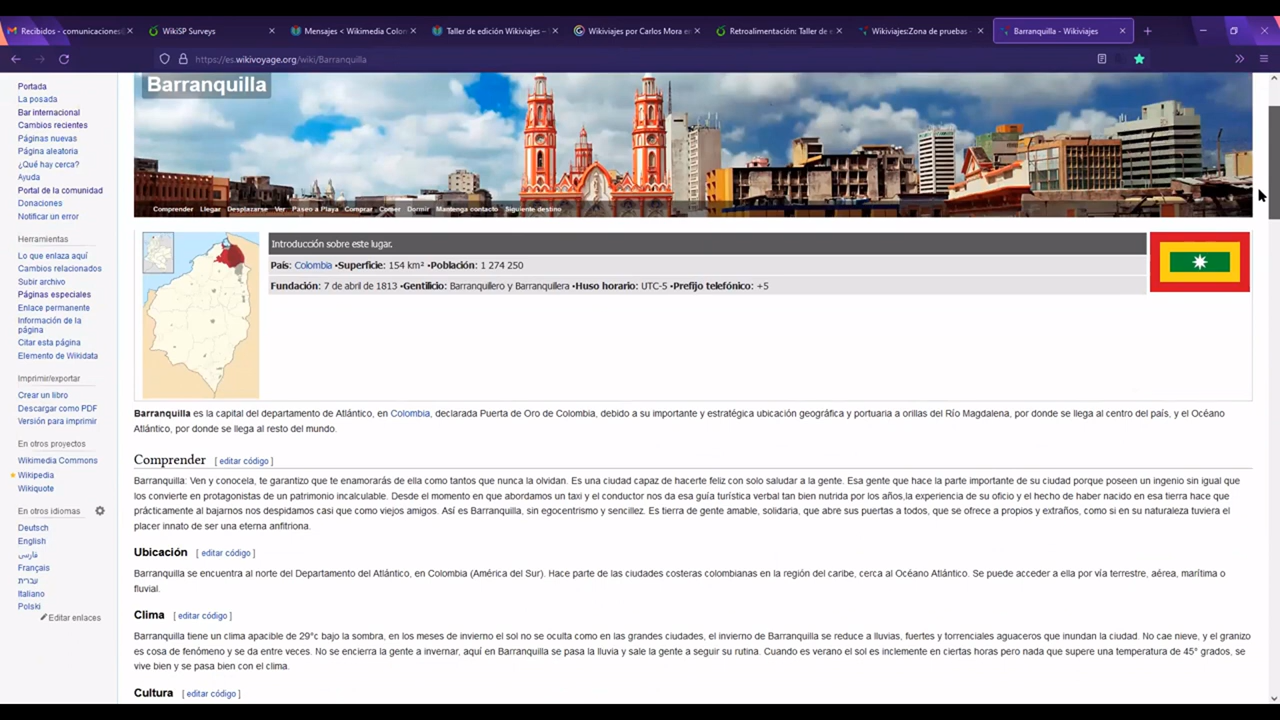 Recibidos - comunicaciones@
WikiSP Surveys
Mensajes < Wikimedia Colon
Taller de edición Wikiviajes –
Wikiviajes por Carlos Mora en
Retroalimentación: Taller de e
Wikiviajes:Zona de pruebas -
Barranquilla - Wikiviajes
https://es.wikivoyage.org/wiki/Barranquilla
Portada
La posada
Bar internacional
Cambios recientes
Páginas nuevas
Página aleatoria
¿Qué hay cerca?
Ayuda
Portal de la comunidad
Donaciones
Notificar un error
Herramientas
Lo que enlaza aquí
Cambios relacionados
Subir archivo
Páginas especiales
Enlace permanente
Información de la
página
Citar esta página
Elemento de Wikidata
Imprimir/exportar
Crear un libro
Descargar como PDF
Versión para imprimir
En otros proyectos
Wikimedia Commons
Wikipedia
Wikiquote
En otros idiomas
Deutsch
English
فارسی
Français
עברית
Italiano
Polski
Editar enlaces
Barranquilla
Comprender Llegar Desplazarse Ver Paseo a Playa Comprar Comer Dormir Mantenga contacto Siguiente destino
Introducción sobre este lugar.
País: Colombia •Superficie: 154 km² •Población: 1 274 250
Fundación: 7 de abril de 1813 •Gentilicio: Barranquillero y Barranquillera •Huso horario: UTC-5 •Prefijo telefónico: +5
Barranquilla es la capital del departamento de Atlántico, en Colombia, declarada Puerta de Oro de Colombia, debido a su importante y estratégica ubicación geográfica y portuaria a orillas del Río Magdalena, por donde se llega al centro del país, y el Océano
Atlántico, por donde se llega al resto del mundo.
Comprender [ editar código ]
Barranquilla: Ven y conocela, te garantizo que te enamorarás de ella como tantos que nunca la olvidan. Es una ciudad capaz de hacerte feliz con solo saludar a la gente. Esa gente que hace la parte importante de su ciudad porque poseen un ingenio sin igual que
los convierte en protagonistas de un patrimonio incalculable. Desde el momento en que abordamos un taxi y el conductor nos da esa guía turística verbal tan bien nutrida por los años,la experiencia de su oficio y el hecho de haber nacido en esa tierra hace que
prácticamente al bajarnos nos despidamos casi que como viejos amigos. Así es Barranquilla, sin egocentrismo y sencillez. Es tierra de gente amable, solidaria, que abre sus puertas a todos, que se ofrece a propios y extraños, como si en su naturaleza tuviera el
placer innato de ser una eterna anfitriona.
Ubicación [ editar código ]
Barranquilla se encuentra al norte del Departamento del Atlántico, en Colombia (América del Sur). Hace parte de las ciudades costeras colombianas en la región del caribe, cerca al Océano Atlántico. Se puede acceder a ella por vía terrestre, aérea, marítima o
fluvial.
Clima [ editar código ]
Barranquilla tiene un clima apacible de 29°c bajo la sombra, en los meses de invierno el sol no se oculta como en las grandes ciudades, el invierno de Barranquilla se reduce a lluvias, fuertes y torrenciales aguaceros que inundan la ciudad. No cae nieve, y el granizo
es cosa de fenómeno y se da entre veces. No se encierra la gente a invernar, aquí en Barranquilla se pasa la lluvia y sale la gente a seguir su rutina. Cuando es verano el sol es inclemente en ciertas horas pero nada que supere una temperatura de 45° grados, se
vive bien y se pasa bien con el clima.
Cultura [ editar código ]